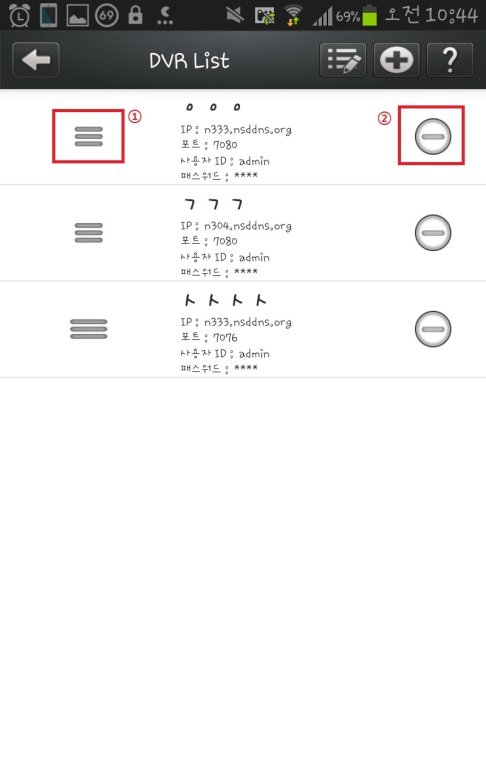 69 69% 오전 10:44
DVR List ?
ㅇ ㅇ ㅇ
① ②
IP : n333.nsddns.org
포트 : 7080
사용자 ID : admin
패스워드 : ****
ㄱ ㄱ ㄱ
IP : n304.nsddns.org
포트 : 7080
사용자 ID : admin
패스워드 : ****
ㅏ ㅏ ㅏ ㅏ
IP : n333.nsddns.org
포트 : 7076
사용자 ID : admin
패스워드 : ****